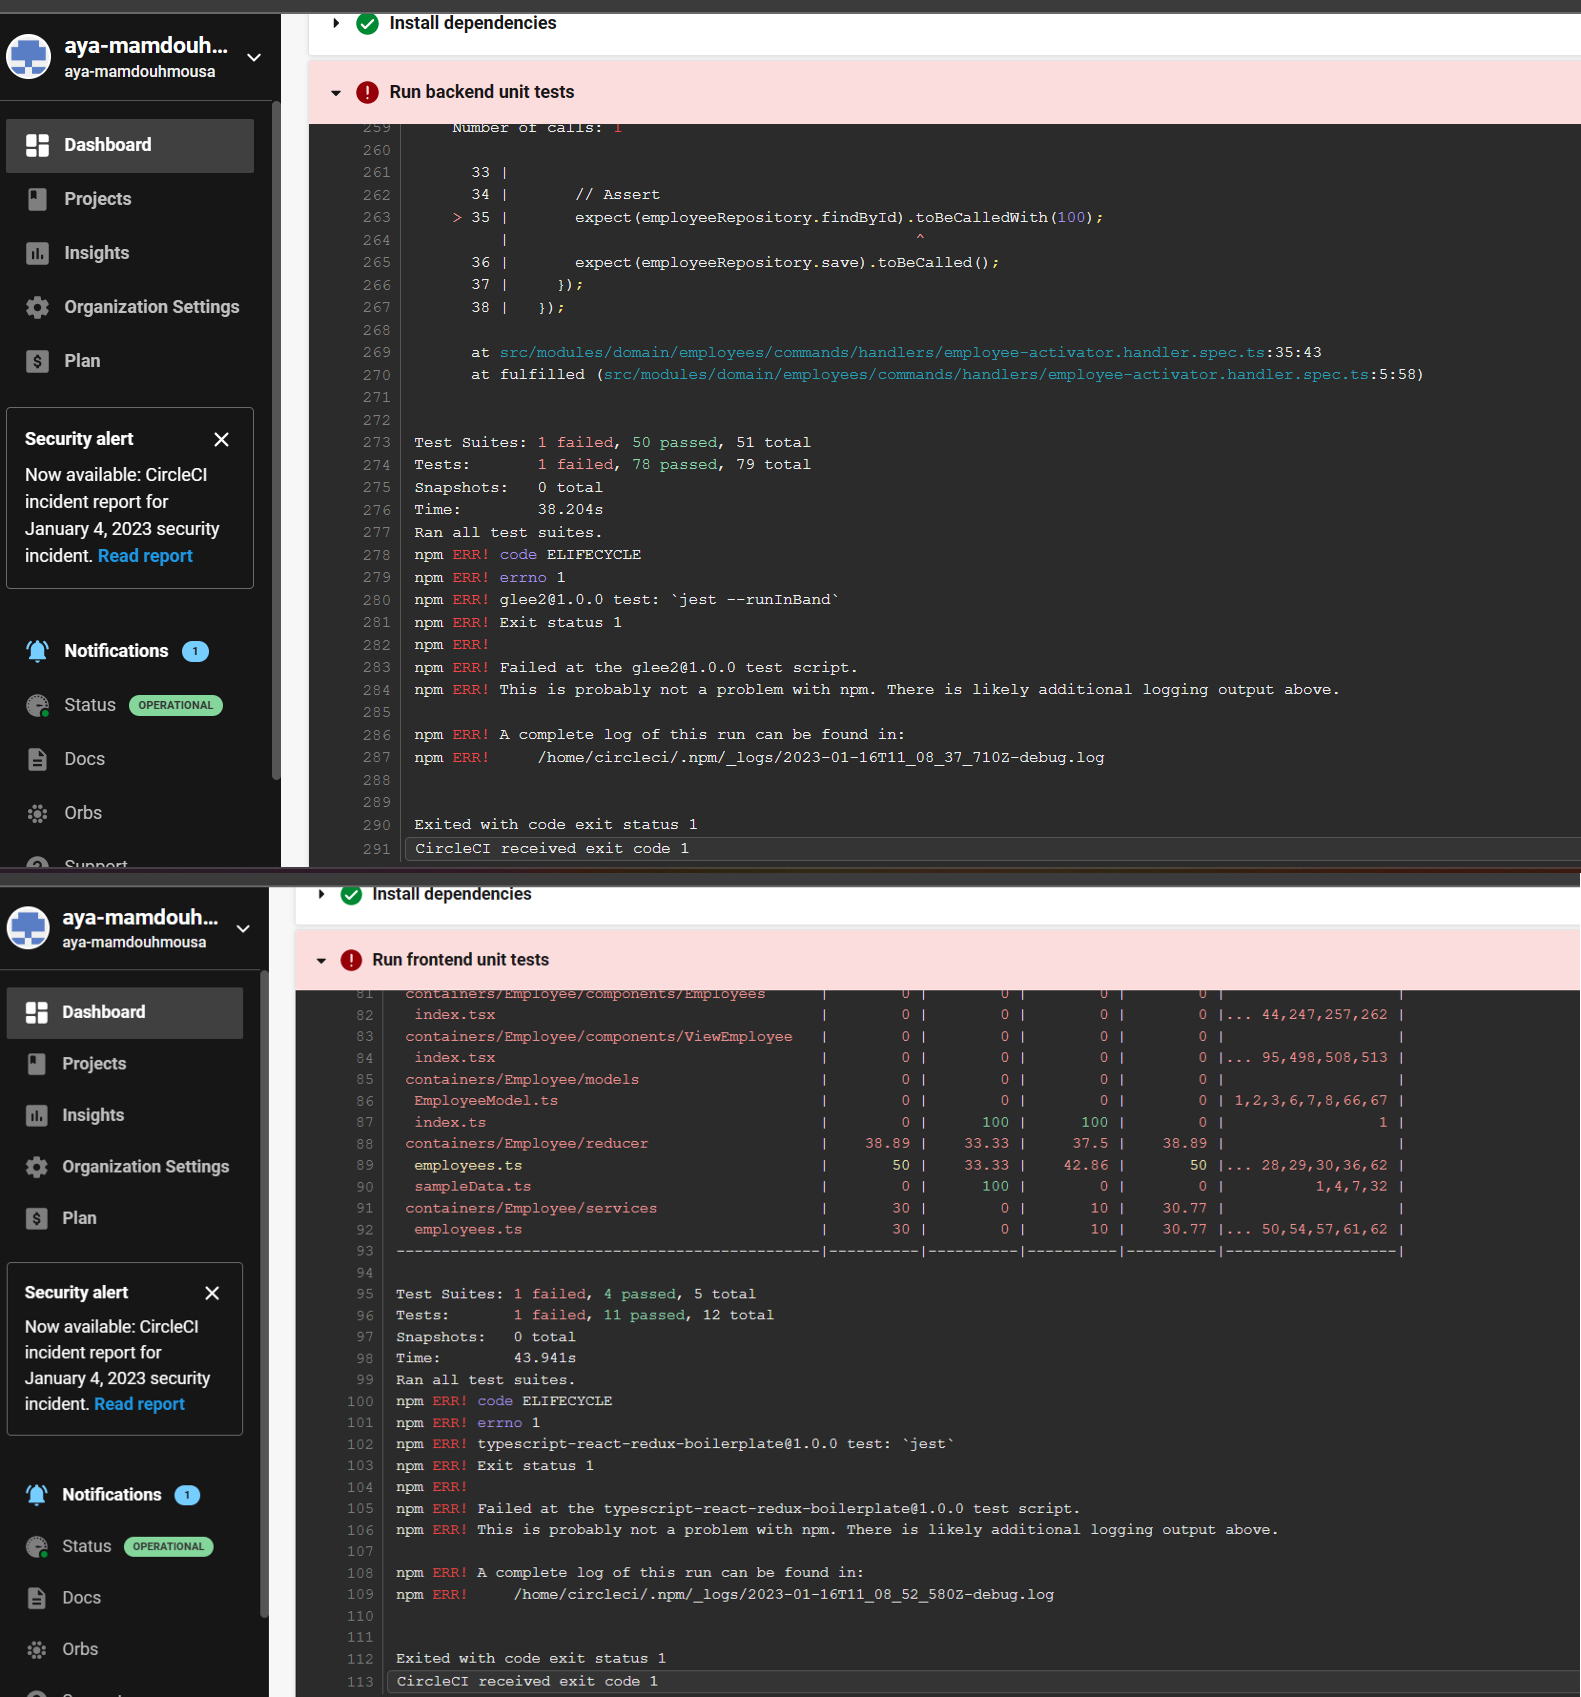 aya-mamdouh...
aya-mamdouhmousa
Dashboard
Projects
Insights
Organization Settings
Plan
Security alert
Now available: CircleCI
incident report for
January 4, 2023 security
incident. Read report
Notifications 1
Status OPERATIONAL
Docs
Orbs
Support
Install dependencies
Run backend unit tests
259 Number of calls: 1
260
261 33 |
262 34 | // Assert
263 > 35 | expect(employeeRepository.findById).toBeCalledWith(100);
264 | ^
265 36 | expect(employeeRepository.save).toBeCalled();
266 37 | });
267 38 | });
268
269 at src/modules/domain/employees/commands/handlers/employee-activator.handler.spec.ts:35:43
270 at fulfilled (src/modules/domain/employees/commands/handlers/employee-activator.handler.spec.ts:5:58)
271
272
273 Test Suites: 1 failed, 50 passed, 51 total
274 Tests: 1 failed, 78 passed, 79 total
275 Snapshots: 0 total
276 Time: 38.204s
277 Ran all test suites.
278 npm ERR! code ELIFECYCLE
279 npm ERR! errno 1
280 npm ERR! glee2@1.0.0 test: `jest --runInBand`
281 npm ERR! Exit status 1
282 npm ERR!
283 npm ERR! Failed at the glee2@1.0.0 test script.
284 npm ERR! This is probably not a problem with npm. There is likely additional logging output above.
285
286 npm ERR! A complete log of this run can be found in:
287 npm ERR! /home/circleci/.npm/_logs/2023-01-16T11_08_37_710Z-debug.log
288
289
290 Exited with code exit status 1
291 CircleCI received exit code 1
aya-mamdouh...
aya-mamdouhmousa
Dashboard
Projects
Insights
Organization Settings
Plan
Security alert
Now available: CircleCI
incident report for
January 4, 2023 security
incident. Read report
Notifications 1
Status OPERATIONAL
Docs
Orbs
Install dependencies
Run frontend unit tests
81 containers/Employee/components/Employees | 0 | 0 | 0 | 0 | |
82 index.tsx | 0 | 0 | 0 | 0 |... 44,247,257,262 |
83 containers/Employee/components/ViewEmployee | 0 | 0 | 0 | 0 | |
84 index.tsx | 0 | 0 | 0 | 0 |... 95,498,508,513 |
85 containers/Employee/models | 0 | 0 | 0 | 0 | |
86 EmployeeModel.ts | 0 | 0 | 0 | 0 | 1,2,3,6,7,8,66,67 |
87 index.ts | 0 | 100 | 100 | 0 | 1 |
88 containers/Employee/reducer | 38.89 | 33.33 | 37.5 | 38.89 | |
89 employees.ts | 50 | 33.33 | 42.86 | 50 |... 28,29,30,36,62 |
90 sampleData.ts | 0 | 100 | 0 | 0 | 1,4,7,32 |
91 containers/Employee/services | 30 | 0 | 10 | 30.77 | |
92 employees.ts | 30 | 0 | 10 | 30.77 |... 50,54,57,61,62 |
93 -----------------------------------------------|----------|----------|----------|----------|-------------------|
94
95 Test Suites: 1 failed, 4 passed, 5 total
96 Tests: 1 failed, 11 passed, 12 total
97 Snapshots: 0 total
98 Time: 43.941s
99 Ran all test suites.
100 npm ERR! code ELIFECYCLE
101 npm ERR! errno 1
102 npm ERR! typescript-react-redux-boilerplate@1.0.0 test: `jest`
103 npm ERR! Exit status 1
104 npm ERR!
105 npm ERR! Failed at the typescript-react-redux-boilerplate@1.0.0 test script.
106 npm ERR! This is probably not a problem with npm. There is likely additional logging output above.
107
108 npm ERR! A complete log of this run can be found in:
109 npm ERR! /home/circleci/.npm/_logs/2023-01-16T11_08_52_580Z-debug.log
110
111
112 Exited with code exit status 1
113 CircleCI received exit code 1